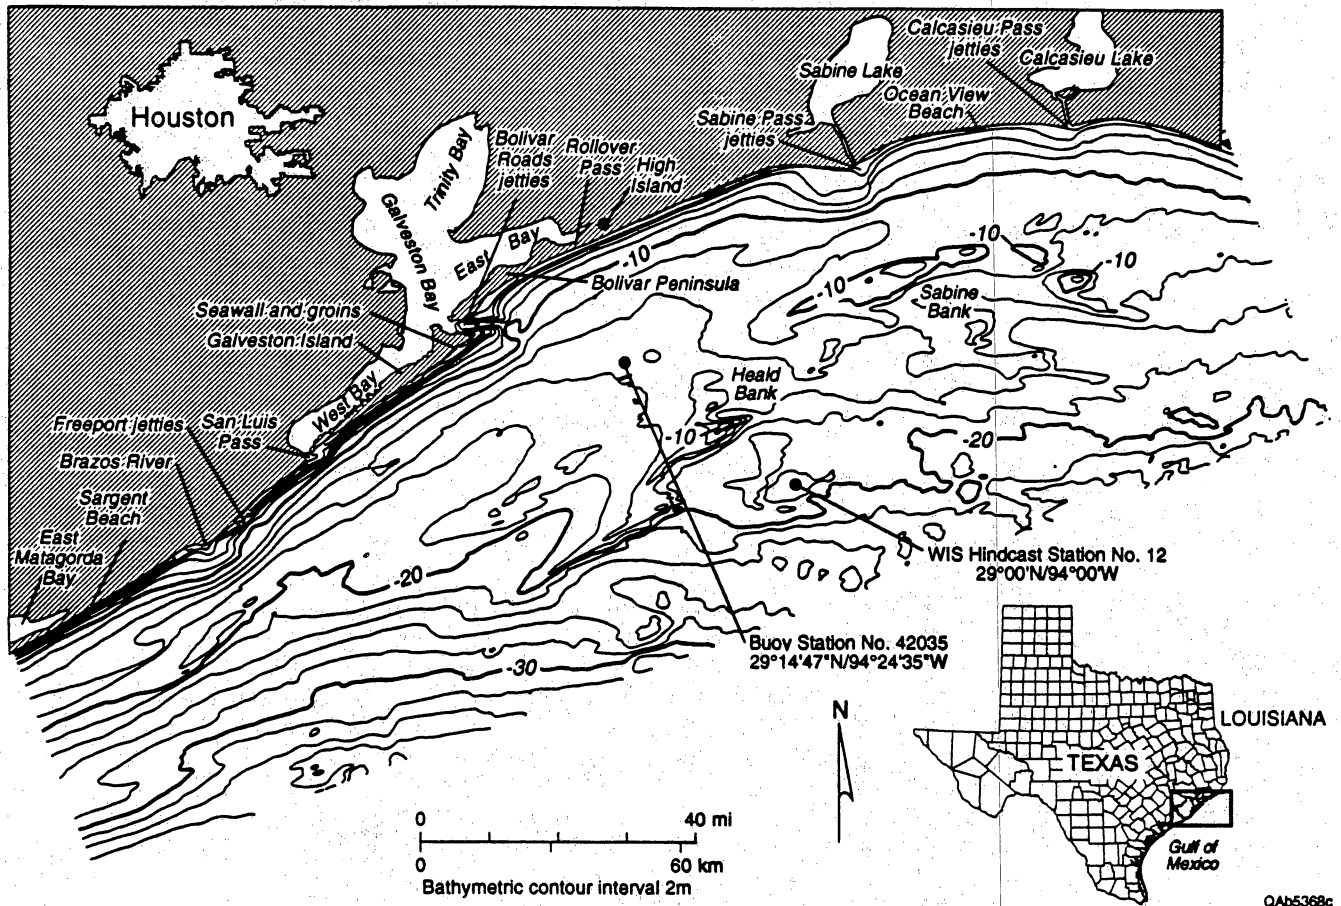 Calcasieu Pass
jetties
Calcasieu Lake
Sabine Lake
Ocean View
Beach
Sabine Pass
jetties
Houston
Trinity Bay
Bolivar
Roads
jetties
Rollover
Pass
High
Island
Galveston Bay
East Bay
-10
Bolivar Peninsula
-10
-10
-10
Sabine
Bank
Seawall and groins
Galveston Island
West Bay
Heald
Bank
-10
-20
Freeport jetties
San Luis
Pass
Brazos River
Sargent
Beach
East
Matagorda
Bay
-20
-30
WIS Hindcast Station No. 12
29°00'N/94°00'W
Buoy Station No. 42035
29°14'47"N/94°24'35"W
N
LOUISIANA
TEXAS
Gulf of
Mexico
0 40 mi
0 60 km
Bathymetric contour interval 2m
QAb5368c